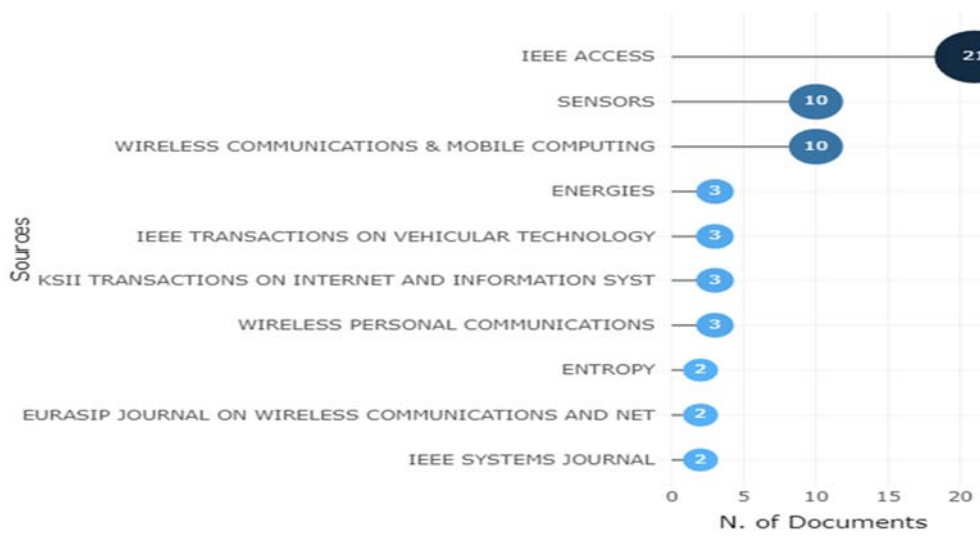 IEEE ACCESS 21
SENSORS 10
WIRELESS COMMUNICATIONS & MOBILE COMPUTING 10
ENERGIES 3
IEEE TRANSACTIONS ON VEHICULAR TECHNOLOGY 3
KSII TRANSACTIONS ON INTERNET AND INFORMATION SYST 3
WIRELESS PERSONAL COMMUNICATIONS 3
ENTROPY 2
EURASIP JOURNAL ON WIRELESS COMMUNICATIONS AND NET 2
IEEE SYSTEMS JOURNAL 2
Sources
0 5 10 15 20
N. of Documents